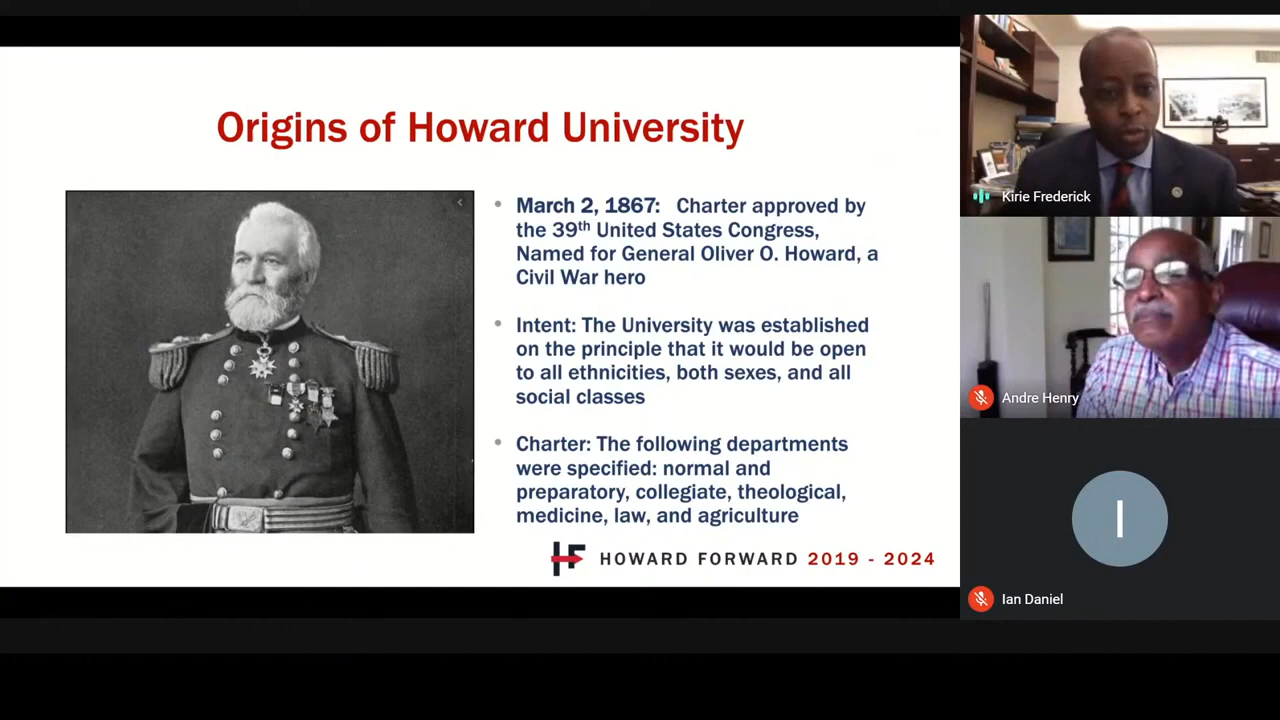 Origins of Howard University
March 2, 1867: Charter approved by
the 39th United States Congress,
Named for General Oliver O. Howard, a
Civil War hero
Intent: The University was established
on the principle that it would be open
to all ethnicities, both sexes, and all
social classes
Charter: The following departments
were specified: normal and
preparatory, collegiate, theological,
medicine, law, and agriculture
HF HOWARD FORWARD 2019 - 2024
Kirie Frederick
Andre Henry
I
Ian Daniel